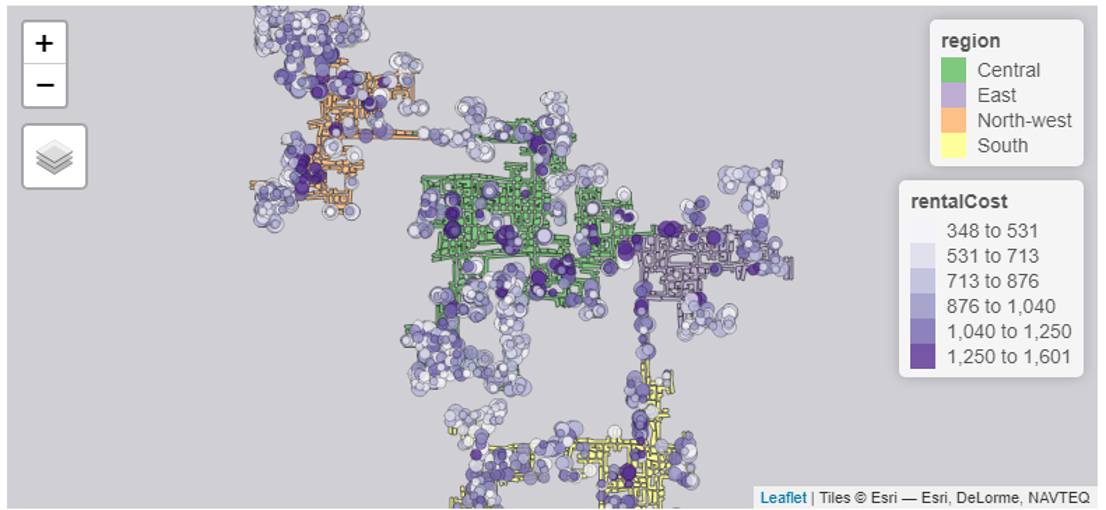 +
−
region
Central
East
North-west
South
rentalCost
348 to 531
531 to 713
713 to 876
876 to 1,040
1,040 to 1,250
1,250 to 1,601
Leaflet | Tiles © Esri — Esri, DeLorme, NAVTEQ